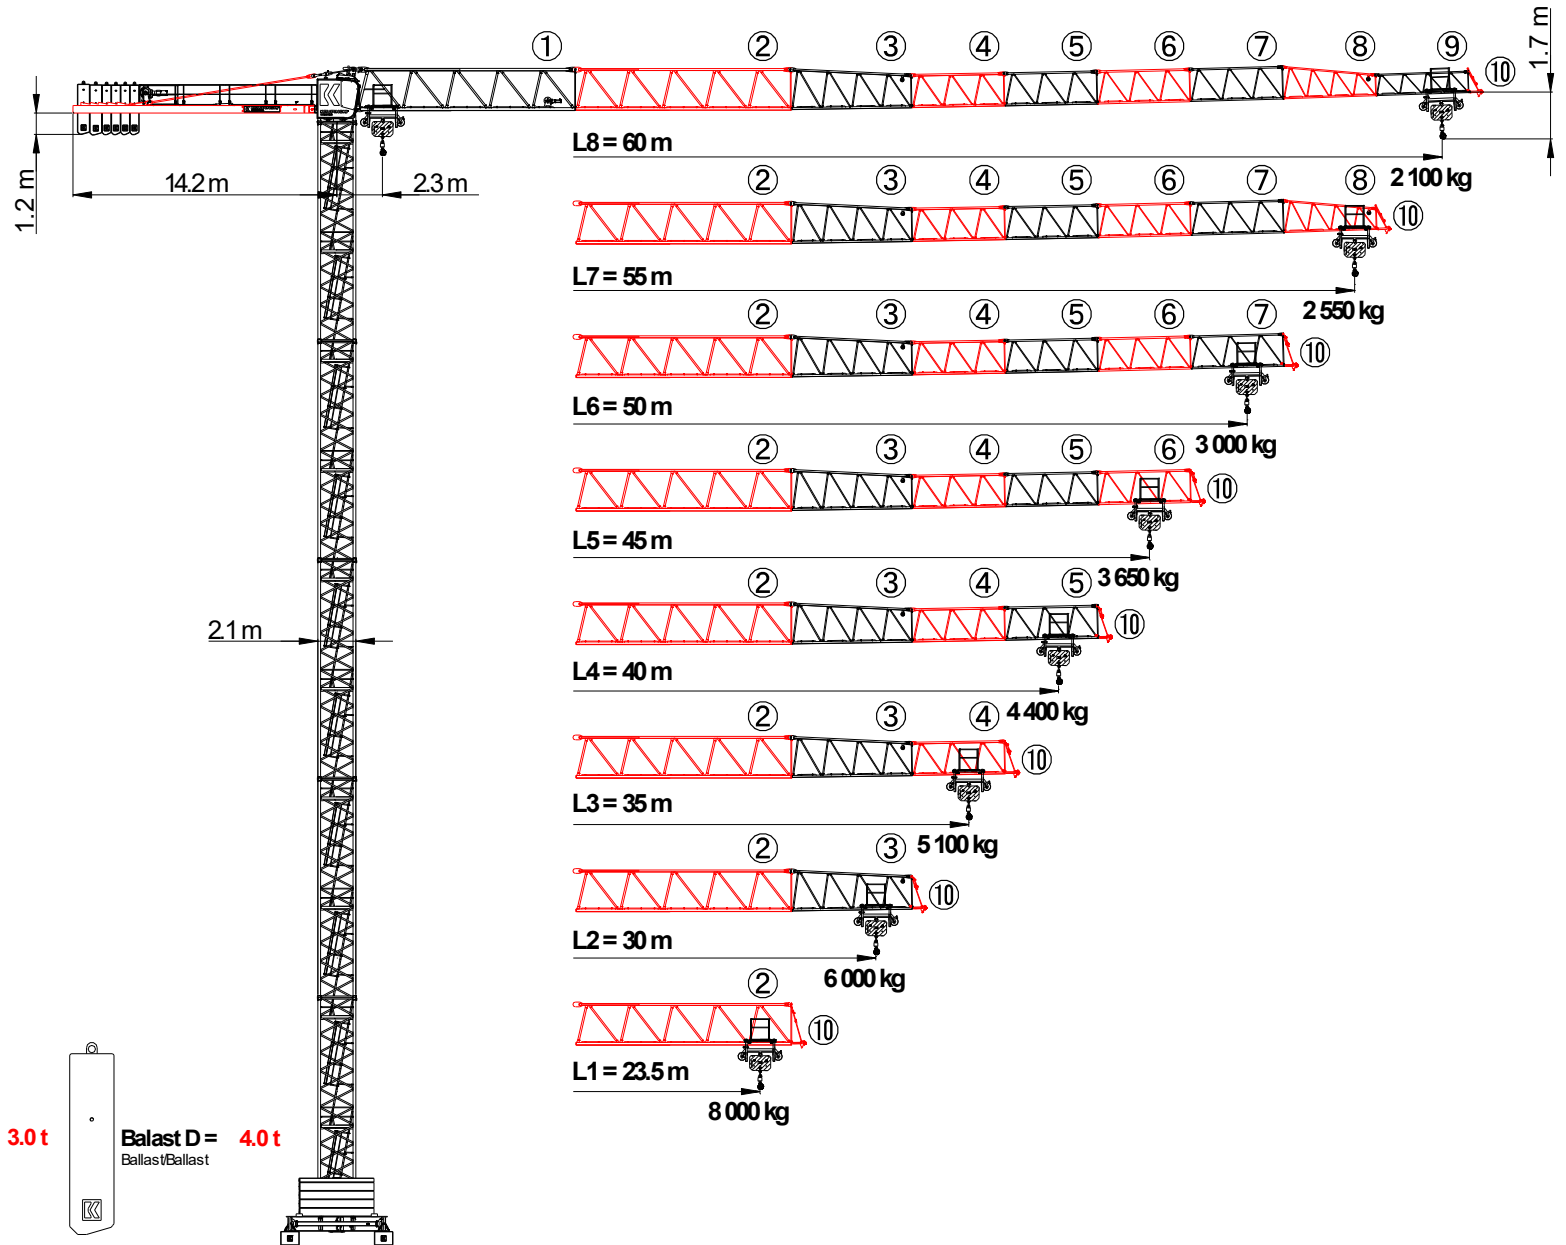 ① ② ③ ④ ⑤ ⑥ ⑦ ⑧ ⑨ ⑩
1.7 m
L8 = 60 m
2 100 kg
1.2 m
14.2 m
2.3 m
② ③ ④ ⑤ ⑥ ⑦ ⑧ ⑩
L7 = 55 m
2 550 kg
② ③ ④ ⑤ ⑥ ⑦ ⑩
L6 = 50 m
3 000 kg
② ③ ④ ⑤ ⑥ ⑩
L5 = 45 m
3 650 kg
② ③ ④ ⑤ ⑩
2.1 m
L4 = 40 m
4 400 kg
② ③ ④ ⑩
L3 = 35 m
5 100 kg
② ③ ⑩
L2 = 30 m
6 000 kg
② ⑩
L1 = 23.5 m
8 000 kg
3.0 t
Balast D = 4.0 t
Ballast/Ballast